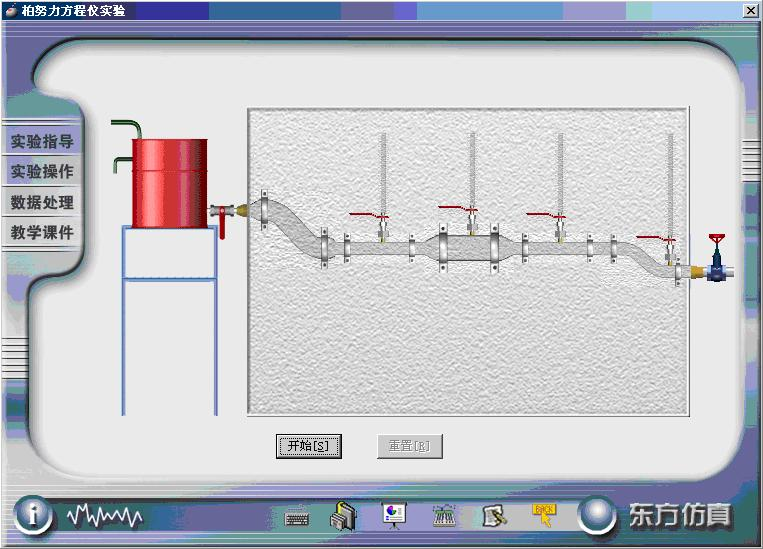 柏努力方程仪实验
实验指导
实验操作
数据处理
教学课件
开始[S]
重置[R]
i
BACK
东方仿真